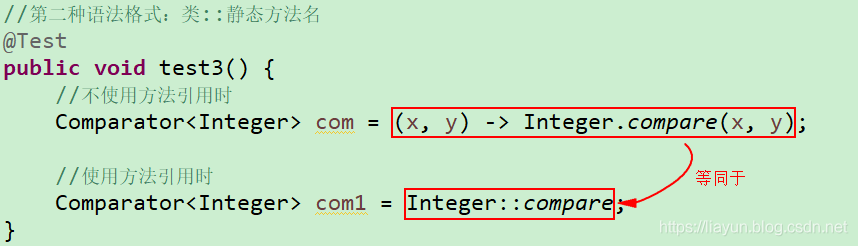 //第二种语法格式：类::静态方法名
@Test
public void test3() {
//不使用方法引用时
Comparator<Integer> com = (x, y) -> Integer.compare(x, y);
等同于
//使用方法引用时
Comparator<Integer> com1 = Integer::compare;
}
https://liayun.blog.csdn.net